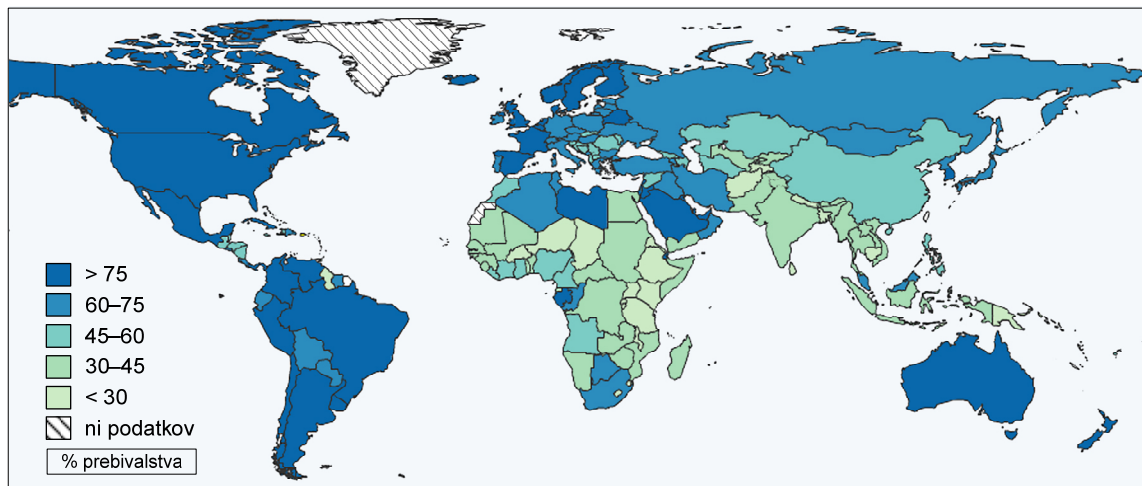 > 75
60–75
45–60
30–45
< 30
ni podatkov
% prebivalstva